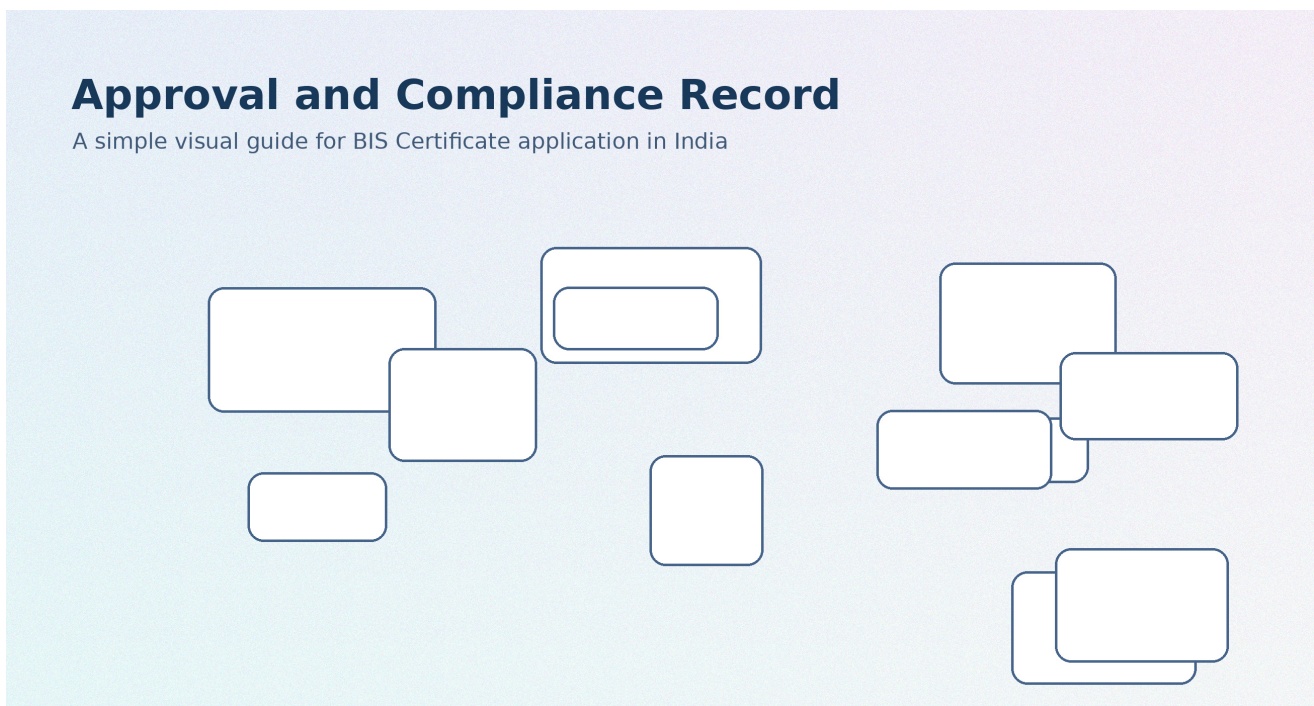 Approval and Compliance Record
A simple visual guide for BIS Certificate application in India